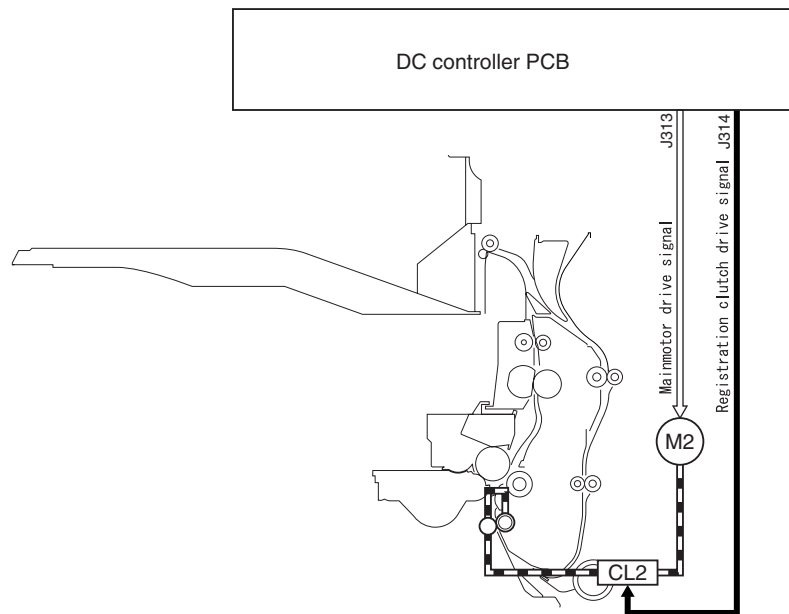 DC controller PCB
J313
J314
Mainmotor drive signal
Registration clutch drive signal
M2
CL2